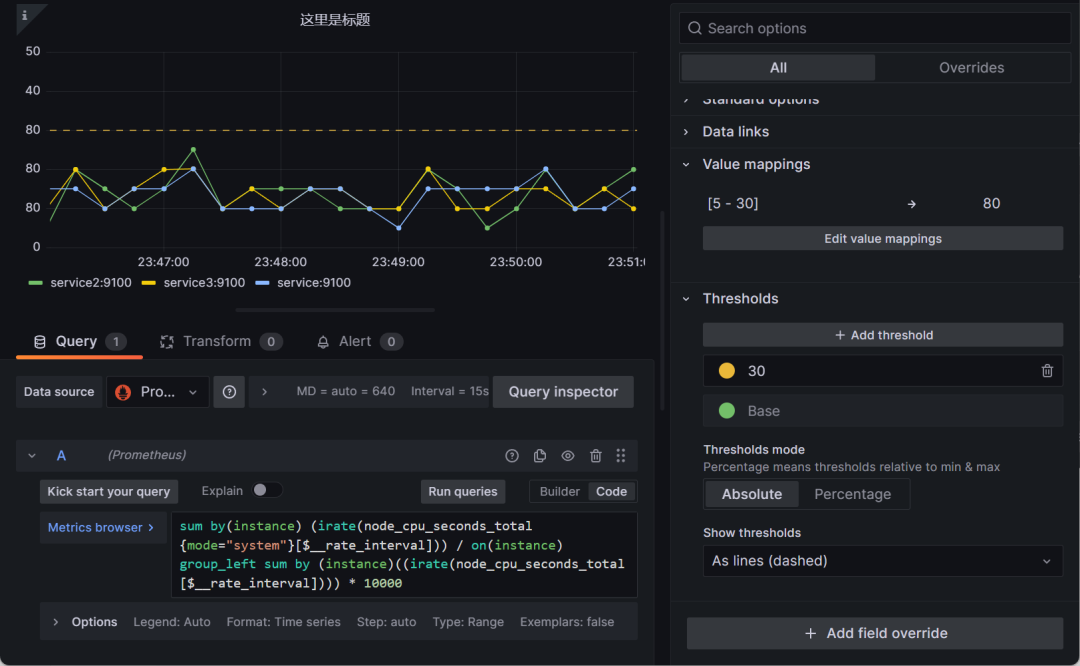 这里是标题
50
40
80
80
80
0
23:47:00 23:48:00 23:49:00 23:50:00 23:51:
service2:9100 service3:9100 service:9100
Query 1 Transform 0 Alert 0
Data source Pro... MD = auto = 640 Interval = 15s Query inspector
A (Prometheus)
Kick start your query Explain Run queries Builder Code
Metrics browser >
sum by(instance) (irate(node_cpu_seconds_total
{mode="system"}[$__rate_interval])) / on(instance)
group_left sum by (instance)((irate(node_cpu_seconds_total
[$__rate_interval]))) * 10000
> Options Legend: Auto Format: Time series Step: auto Type: Range Exemplars: false
Search options
All Overrides
Standard options
Data links
Value mappings
[5 - 30] → 80
Edit value mappings
Thresholds
+ Add threshold
30
Base
Thresholds mode
Percentage means thresholds relative to min & max
Absolute Percentage
Show thresholds
As lines (dashed)
+ Add field override